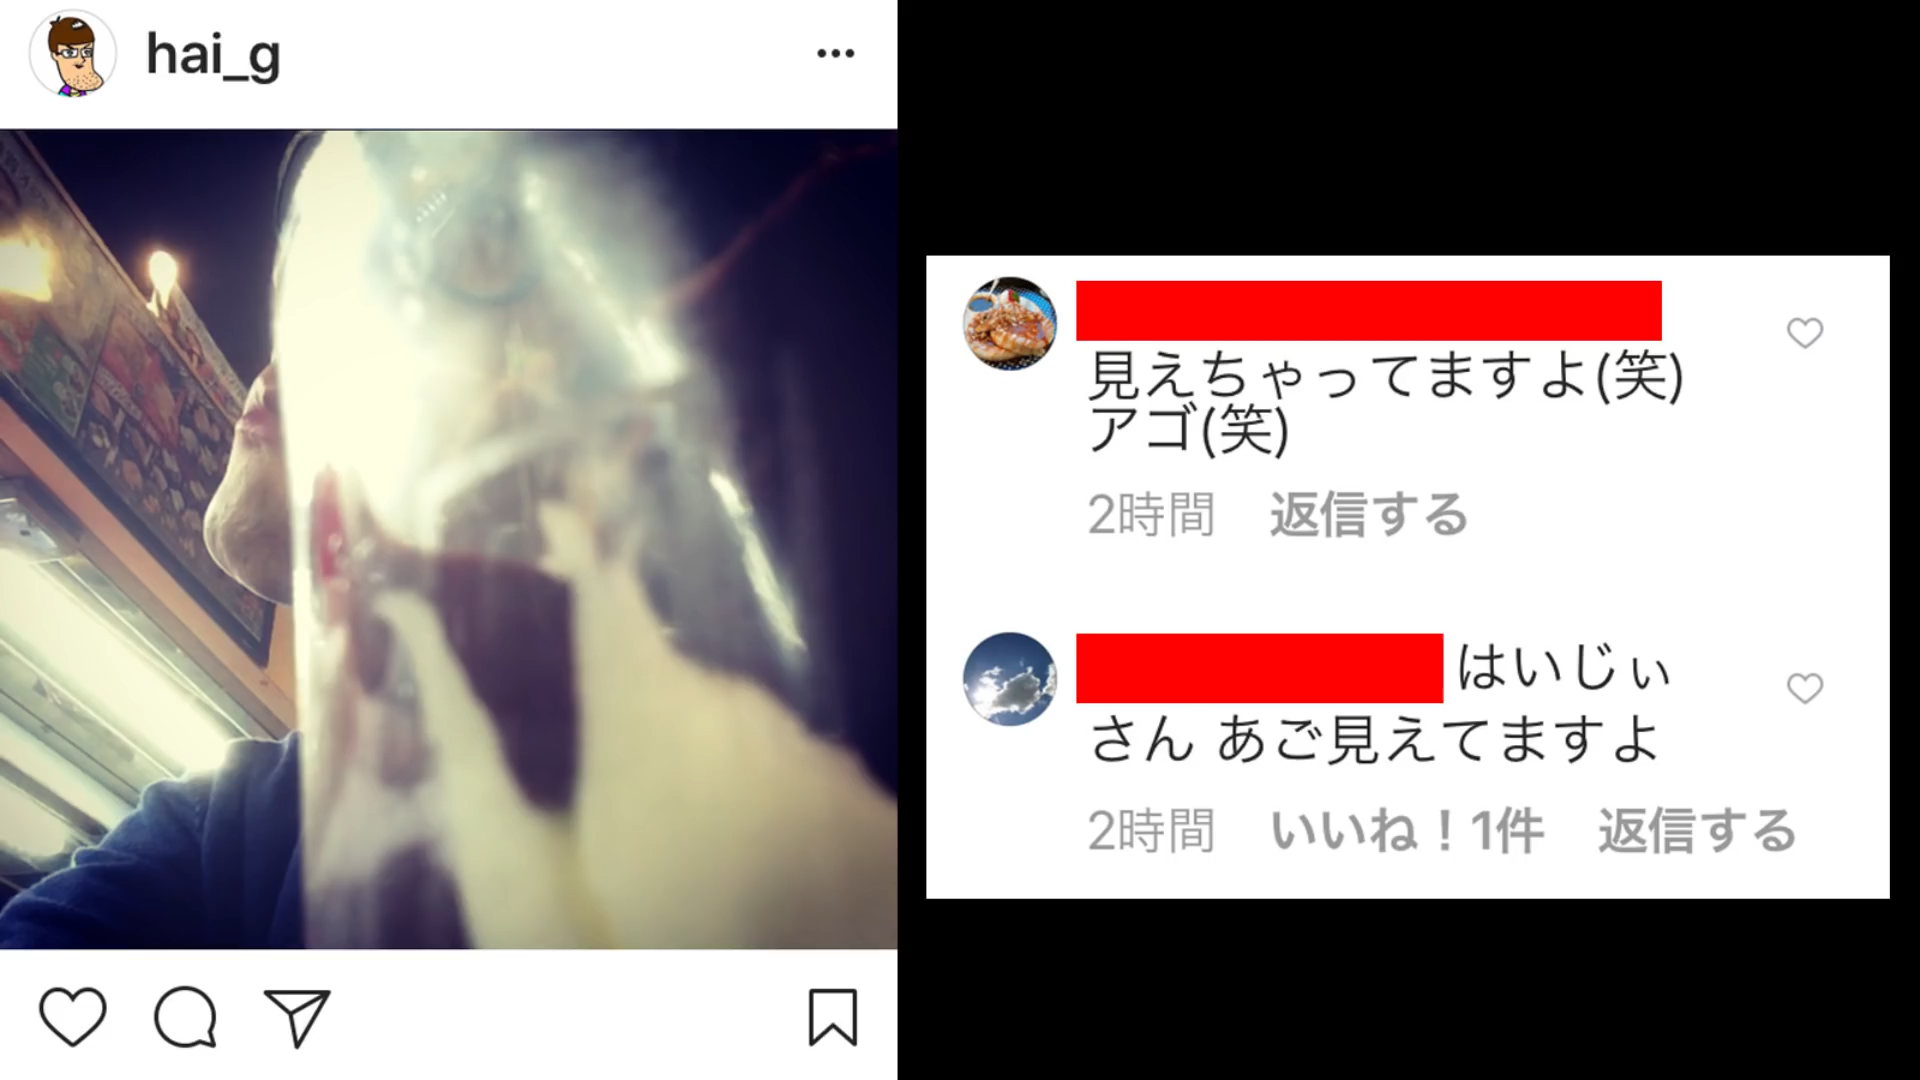 hai_g
見えちゃってますよ(笑)
アゴ(笑)
2時間 返信する
はいじぃ
さん あご見えてますよ
2時間 いいね！1件 返信する